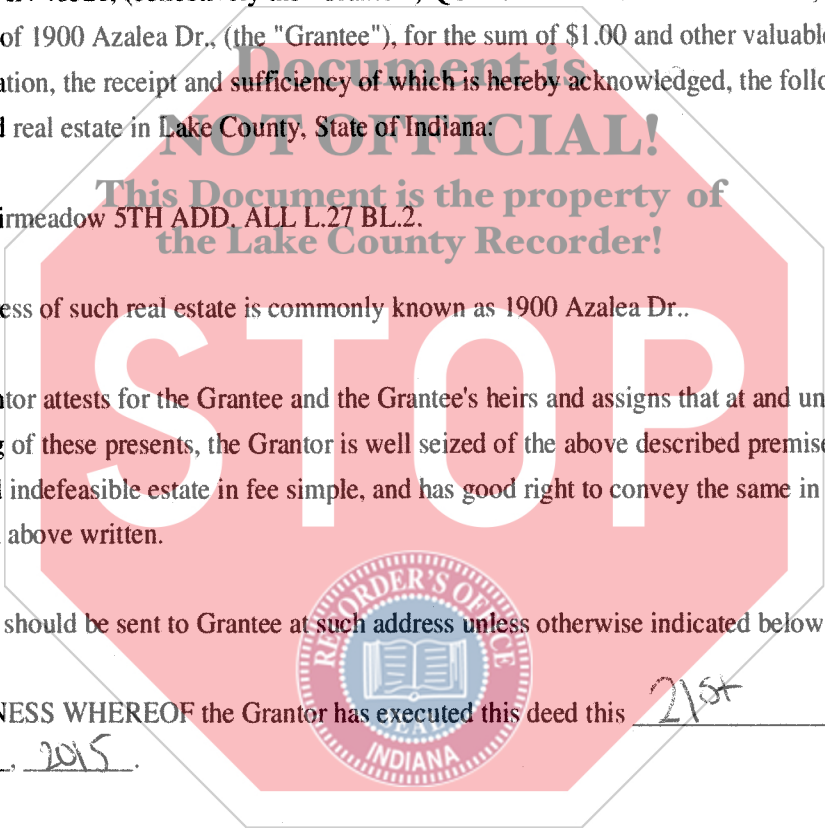 of 1900 Azalea Dr., (the "Grantee"), for the sum of $1.00 and other valuable
Document is
ation, the receipt and sufficiency of which is hereby acknowledged, the follo
real estate in Lake County, State of Indiana:
NOT OFFICIAL!
This Document is the property of
irmeadow 5TH ADD. ALL L.27 BL.2.
the Lake County Recorder!
ess of such real estate is commonly known as 1900 Azalea Dr..
STOP
ntor attests for the Grantee and the Grantee's heirs and assigns that at and un
g of these presents, the Grantor is well seized of the above described premise
indefeasible estate in fee simple, and has good right to convey the same in
above written.
RECORDER'S OFFICE
should be sent to Grantee at such address unless otherwise indicated below
NESS WHEREOF the Grantor has executed this deed this 21st
SEAL
, 2015.
INDIANA